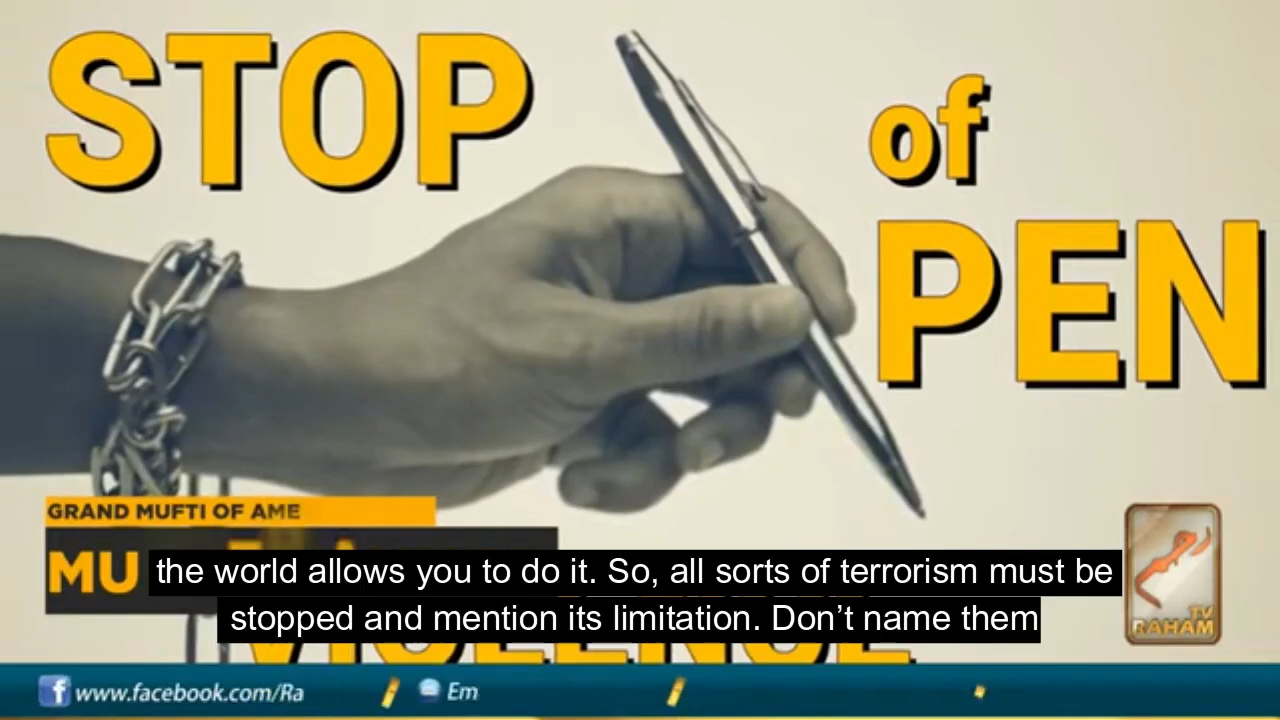 STOP
of
PEN
GRAND MUFTI OF AME
MU
the world allows you to do it. So, all sorts of terrorism must be
stopped and mention its limitation. Don’t name them
VIOLENCE
TV
RAHAM
www.facebook.com/Ra
Em